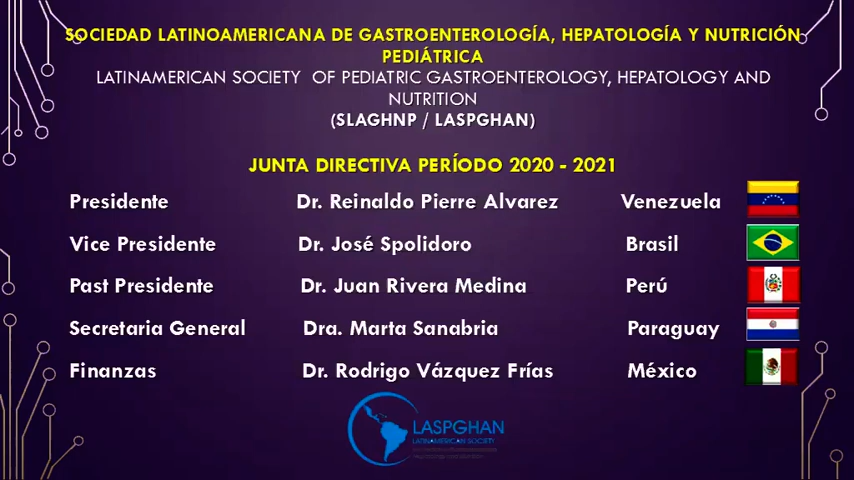 SOCIEDAD LATINOAMERICANA DE GASTROENTEROLOGÍA, HEPATOLOGÍA Y NUTRICIÓN
PEDIÁTRICA
LATINAMERICAN SOCIETY OF PEDIATRIC GASTROENTEROLOGY, HEPATOLOGY AND
NUTRITION
(SLAGHNP / LASPGHAN)
JUNTA DIRECTIVA PERÍODO 2020 - 2021
Presidente Dr. Reinaldo Pierre Alvarez Venezuela
Vice Presidente Dr. José Spolidoro Brasil
Past Presidente Dr. Juan Rivera Medina Perú
Secretaria General Dra. Marta Sanabria Paraguay
Finanzas Dr. Rodrigo Vázquez Frías México
LASPGHAN
LATINAMERICAN SOCIETY